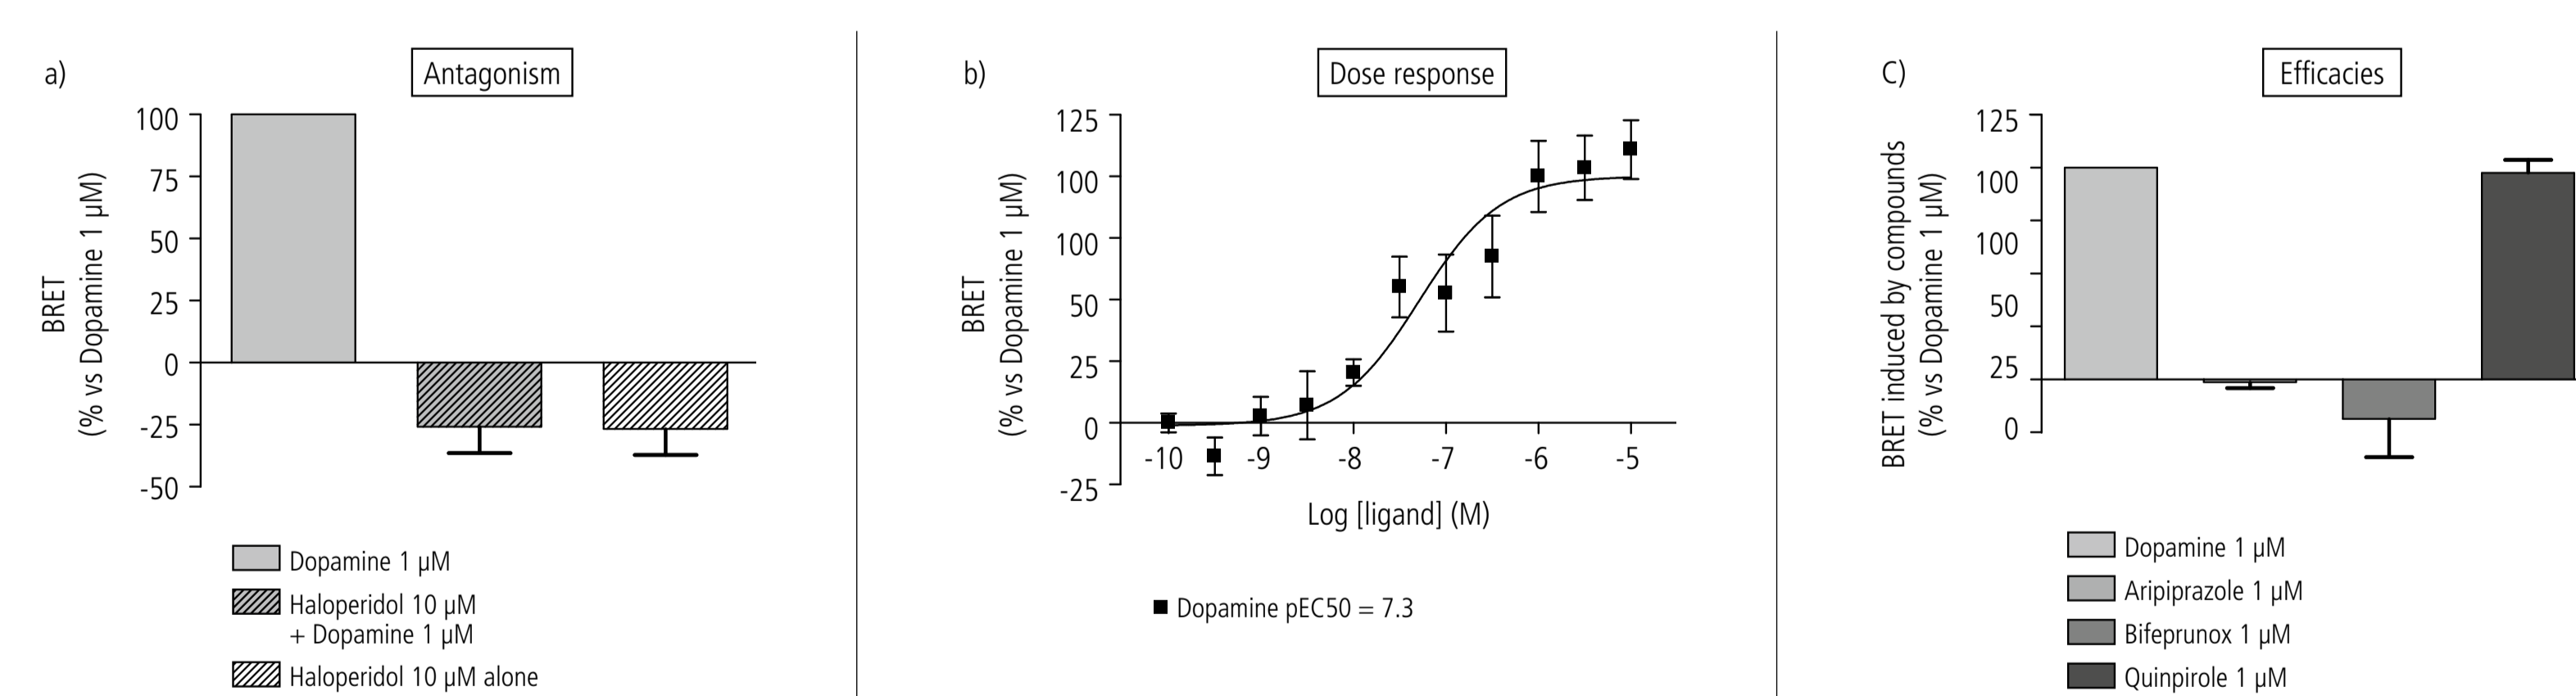 a)
Antagonism
100
75
50
25
0
-25
-50
BRET
(% vs Dopamine 1 μM)
Dopamine 1 μM
Haloperidol 10 μM
+ Dopamine 1 μM
Haloperidol 10 μM alone
b)
Dose response
125
100
100
50
25
0
-25
BRET
(% vs Dopamine 1 μM)
-10 -9 -8 -7 -6 -5
Log [ligand] (M)
Dopamine pEC50 = 7.3
C)
Efficacies
125
100
100
50
25
0
BRET induced by compounds
(% vs Dopamine 1 μM)
Dopamine 1 μM
Aripiprazole 1 μM
Bifeprunox 1 μM
Quinpirole 1 μM